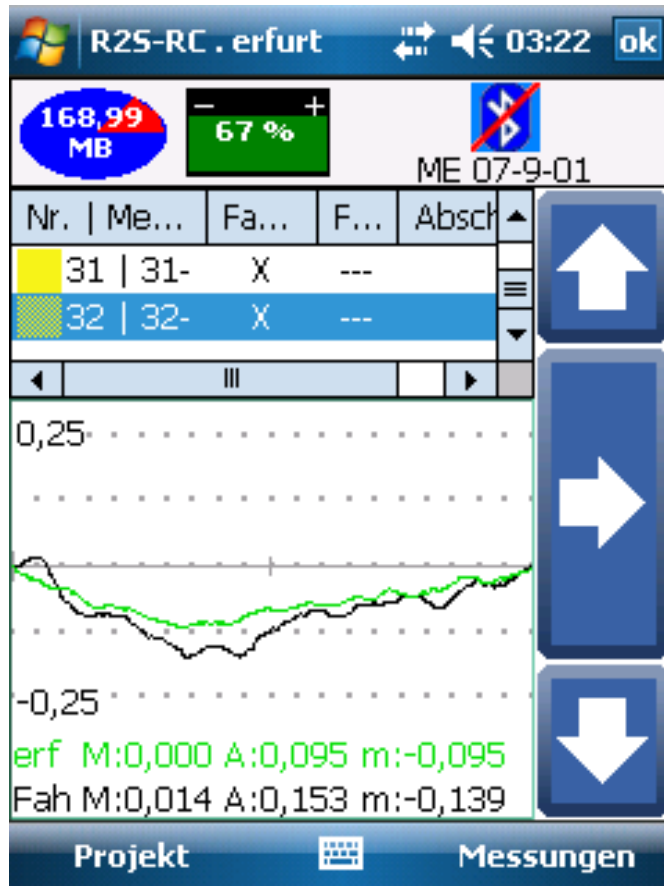 R2S-RC . erfurt 03:22 ok
168,99
MB
- +
67 %
ME 07-9-01
Nr. | Me... Fa... F... Absch
31 | 31- X ---
32 | 32- X ---
0,25
-0,25
erf M:0,000 A:0,095 m:-0,095
Fah M:0,014 A:0,153 m:-0,139
Projekt Messungen